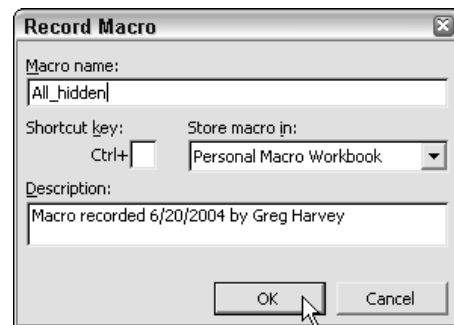 Record Macro
Macro name:
All_hidden
Shortcut key: Store macro in:
Ctrl+ Personal Macro Workbook
Description:
Macro recorded 6/20/2004 by Greg Harvey
OK Cancel